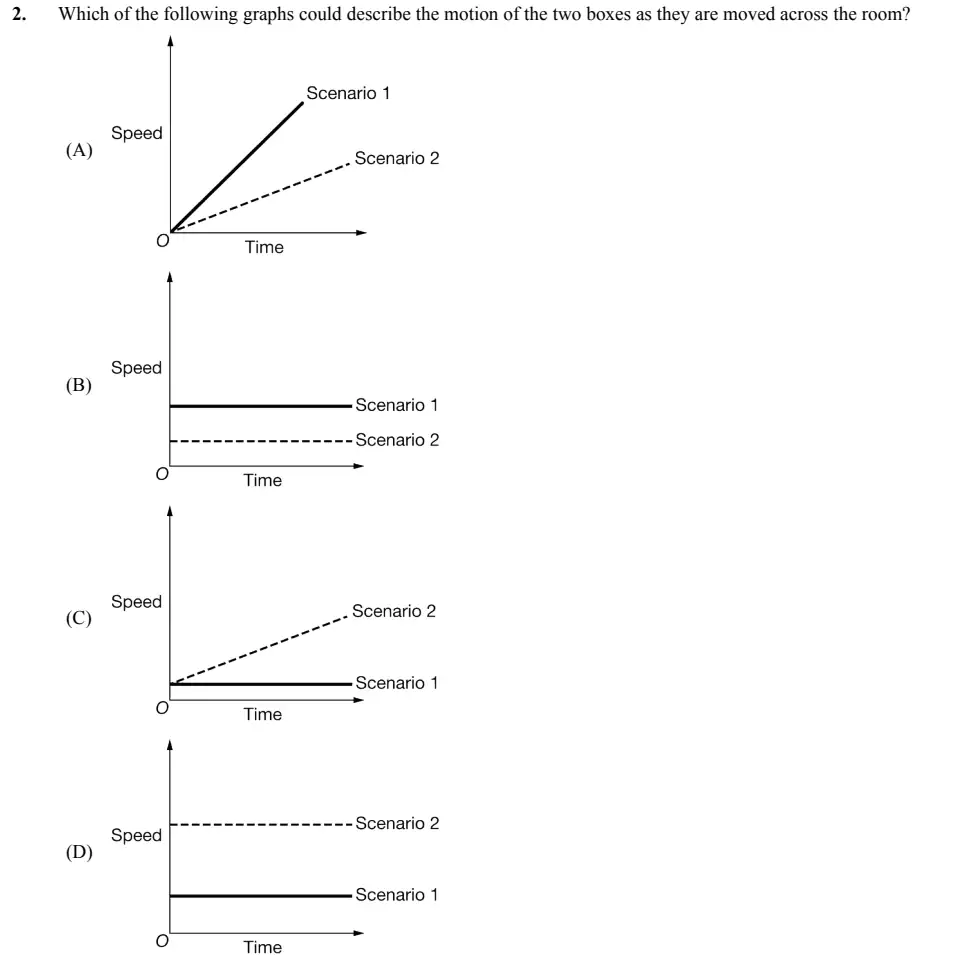 2. Which of the following graphs could describe the motion of the two boxes as they are moved across the room?
Scenario 1
Speed
(A)
Scenario 2
O
Time
Speed
(B)
Scenario 1
Scenario 2
O
Time
Speed
Scenario 2
(C)
Scenario 1
O
Time
Scenario 2
Speed
(D)
Scenario 1
O
Time